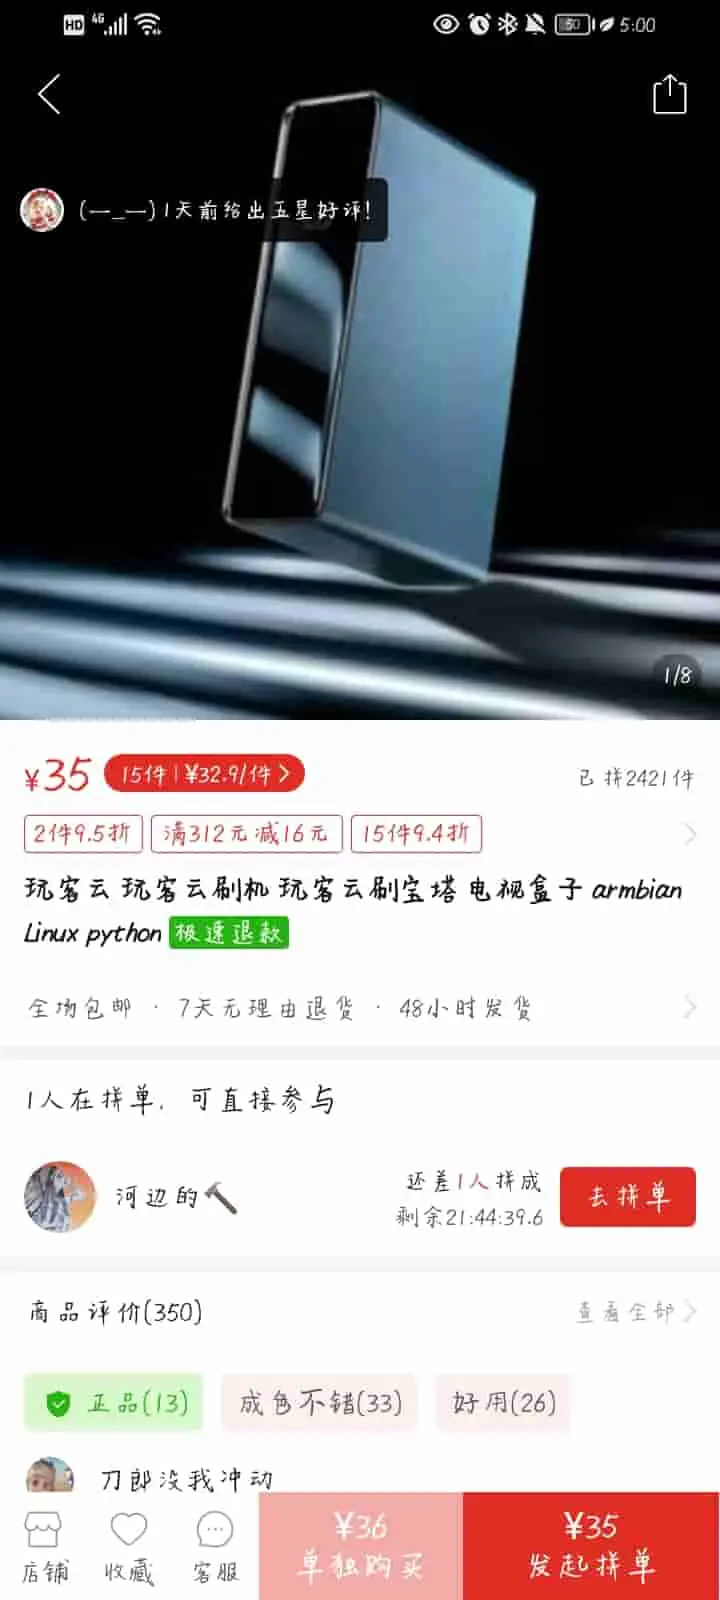 HD 4G 50 5:00
(一_一) 1天前给出五星好评!
1/8
¥35 15件 | ¥32.9/件 已拼2421件
2件9.5折 满312元减16元 15件9.4折
玩客云 玩客云刷机 玩客云刷宝塔 电视盒子 armbian
Linux python 极速退款
全场包邮 · 7天无理由退货 · 48小时发货
1人在拼单, 可直接参与
河边的 还差1人拼成 去拼单
剩余21:44:39.6
商品评价(350) 查看全部
正品(13) 成色不错(33) 好用(26)
刀郎没我冲动
¥36 ¥35
店铺 收藏 客服 单独购买 发起拼单